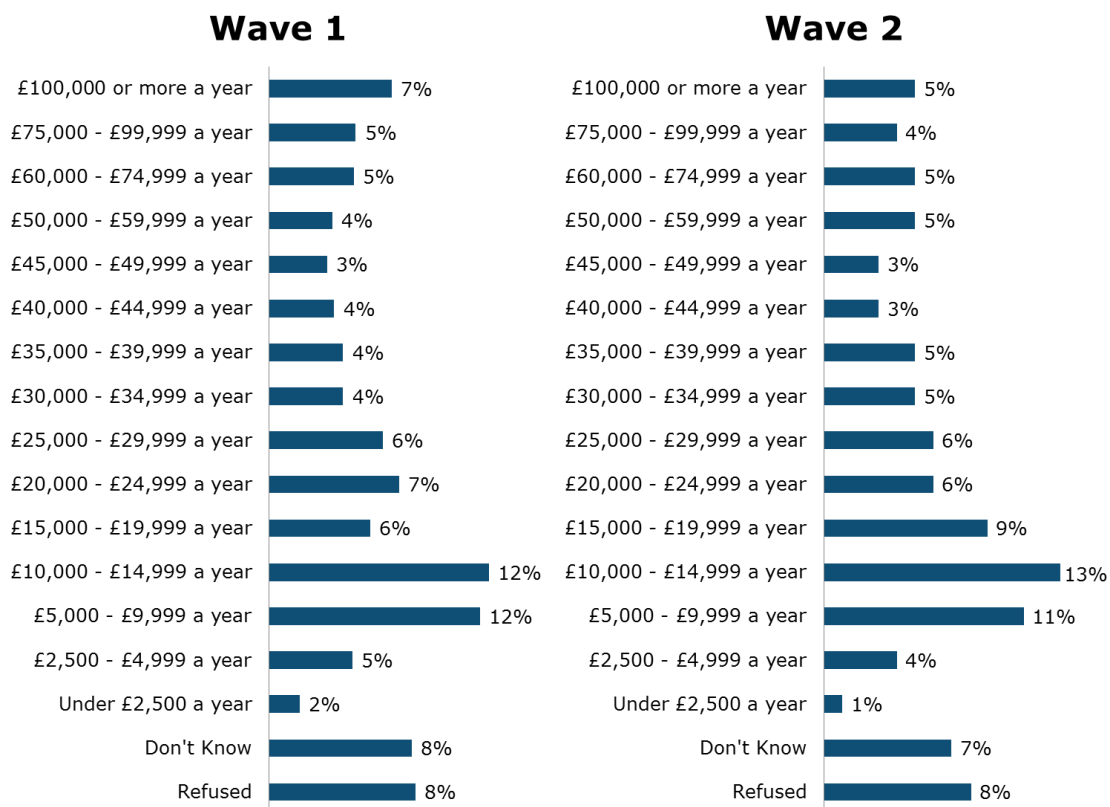 Wave 1
£100,000 or more a year 7%
£75,000 - £99,999 a year 5%
£60,000 - £74,999 a year 5%
£50,000 - £59,999 a year 4%
£45,000 - £49,999 a year 3%
£40,000 - £44,999 a year 4%
£35,000 - £39,999 a year 4%
£30,000 - £34,999 a year 4%
£25,000 - £29,999 a year 6%
£20,000 - £24,999 a year 7%
£15,000 - £19,999 a year 6%
£10,000 - £14,999 a year 12%
£5,000 - £9,999 a year 12%
£2,500 - £4,999 a year 5%
Under £2,500 a year 2%
Don't Know 8%
Refused 8%
Wave 2
£100,000 or more a year 5%
£75,000 - £99,999 a year 4%
£60,000 - £74,999 a year 5%
£50,000 - £59,999 a year 5%
£45,000 - £49,999 a year 3%
£40,000 - £44,999 a year 3%
£35,000 - £39,999 a year 5%
£30,000 - £34,999 a year 5%
£25,000 - £29,999 a year 6%
£20,000 - £24,999 a year 6%
£15,000 - £19,999 a year 9%
£10,000 - £14,999 a year 13%
£5,000 - £9,999 a year 11%
£2,500 - £4,999 a year 4%
Under £2,500 a year 1%
Don't Know 7%
Refused 8%